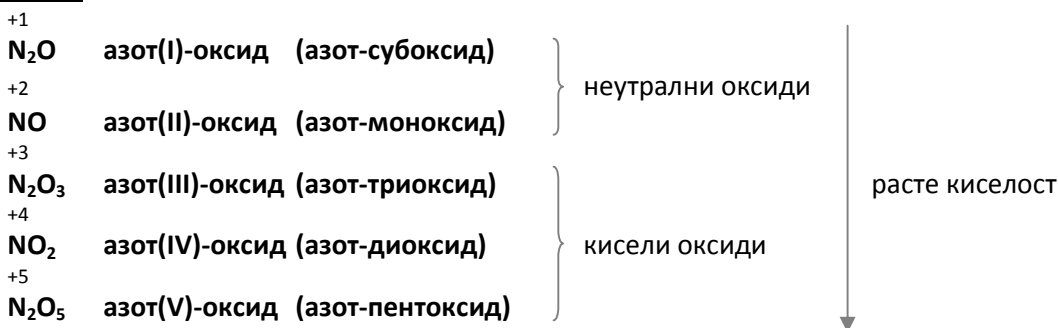 +1
N₂O азот(I)-оксид (азот-субоксид)
неутрални оксиди
+2
NO азот(II)-оксид (азот-моноксид)
+3
N₂O₃ азот(III)-оксид (азот-триоксид)
расте киселост
+4
NO₂ азот(IV)-оксид (азот-диоксид)
кисели оксиди
+5
N₂O₅ азот(V)-оксид (азот-пентоксид)